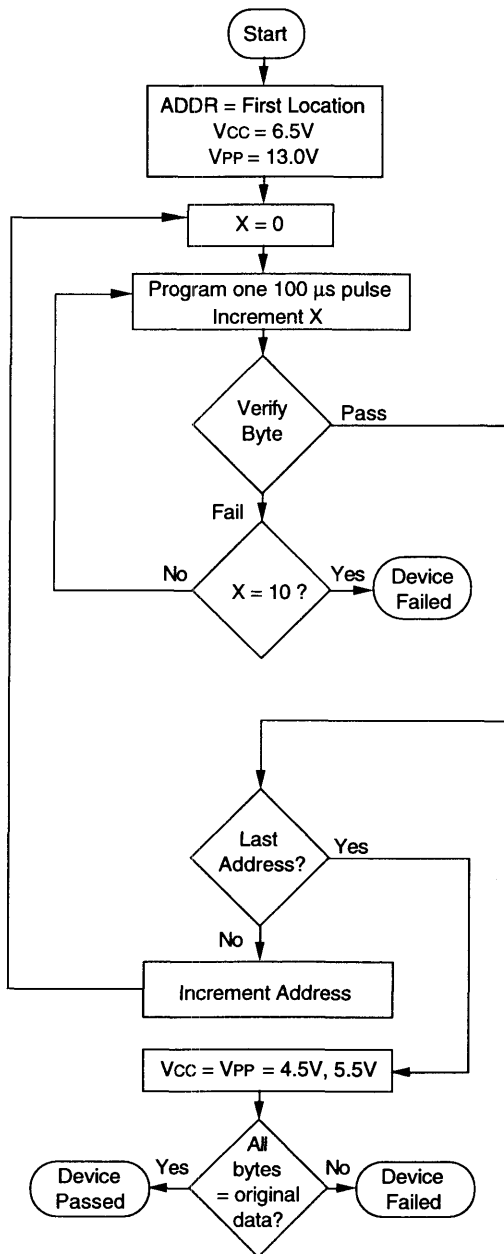 Start
ADDR = First Location
VCC = 6.5V
VPP = 13.0V
X = 0
Program one 100 µs pulse
Increment X
Verify
Byte
Pass
Fail
No
X = 10 ?
Yes
Device
Failed
Last
Address?
Yes
No
Increment Address
VCC = VPP = 4.5V, 5.5V
All
bytes
= original
data?
Yes
Device
Passed
No
Device
Failed